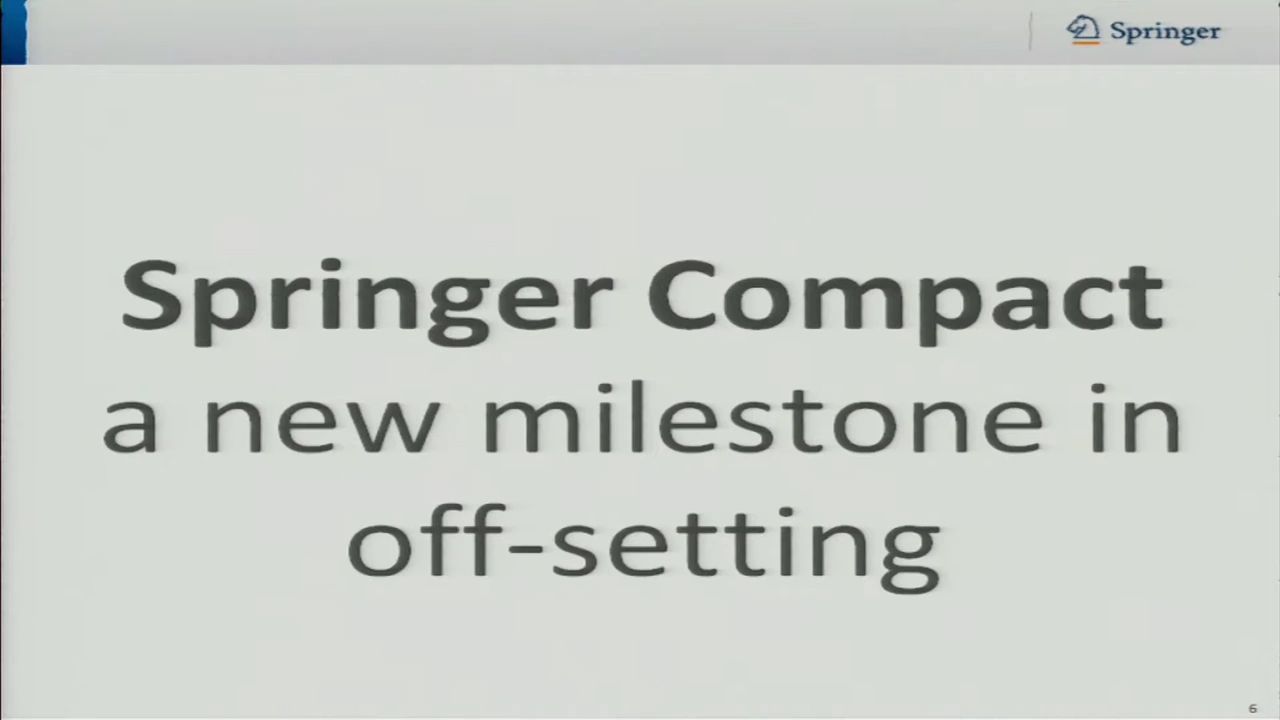 Springer
Springer Compact
a new milestone in
off-setting
6